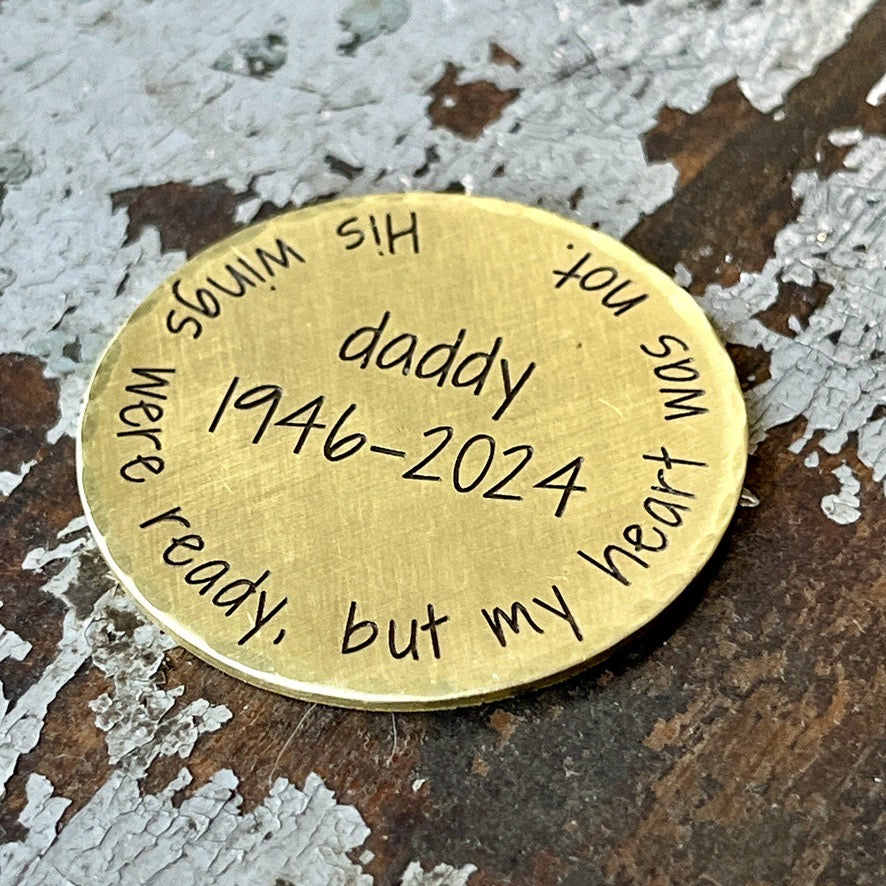 His wings were ready, but my heart was not.
daddy
1946-2024